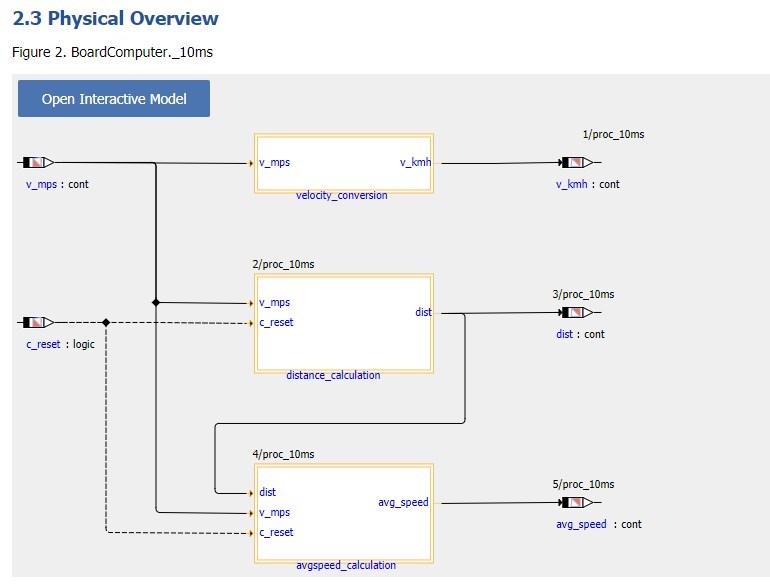 2.3 Physical Overview
Figure 2. BoardComputer._10ms
Open Interactive Model
1/proc_10ms
v_mps
v_kmh
v_mps : cont
v_kmh : cont
velocity_conversion
2/proc_10ms
3/proc_10ms
v_mps
dist
c_reset
c_reset : logic
dist : cont
distance_calculation
4/proc_10ms
5/proc_10ms
dist
avg_speed
v_mps
c_reset
avg_speed : cont
avgspeed_calculation